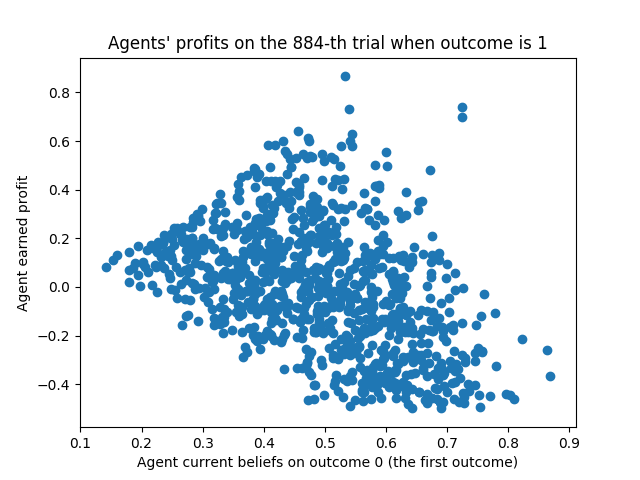 Agents' profits on the 884-th trial when outcome is 1
Agent earned profit
0.8
0.6
0.4
0.2
0.0
−0.2
−0.4
0.1 0.2 0.3 0.4 0.5 0.6 0.7 0.8 0.9
Agent current beliefs on outcome 0 (the first outcome)